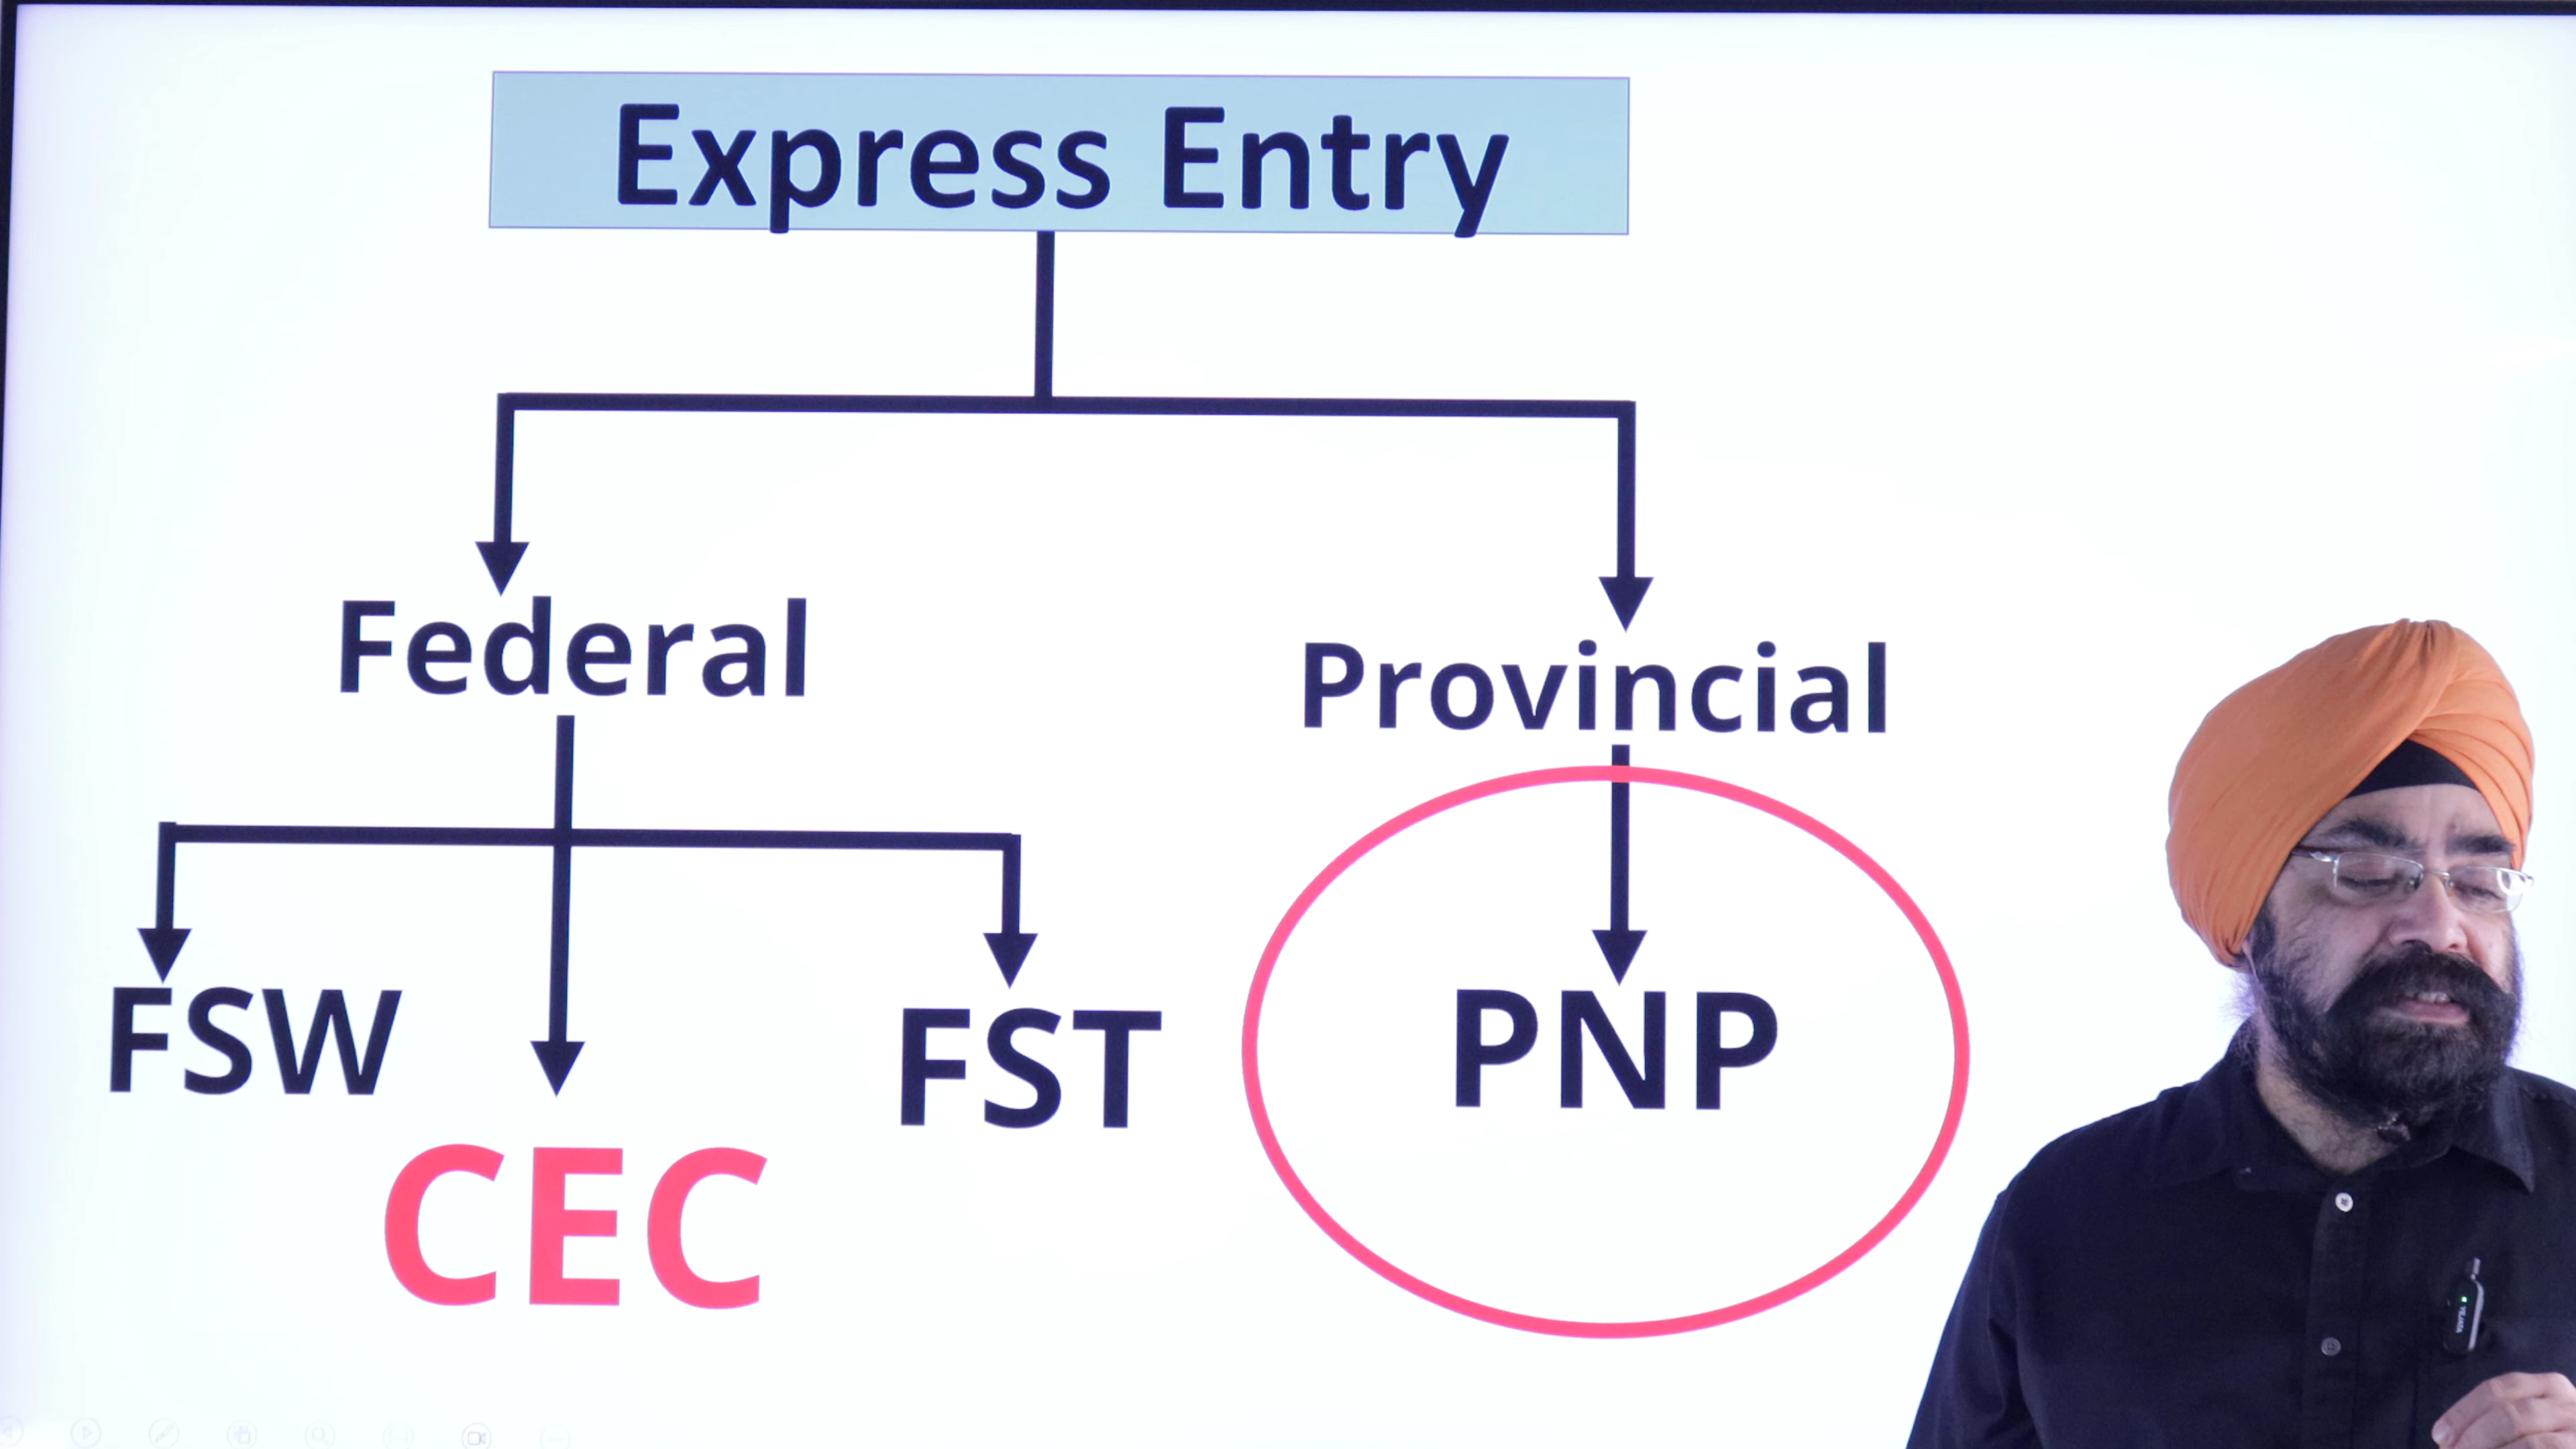 Express Entry
Federal
Provincial
FSW
CEC
FST
PNP